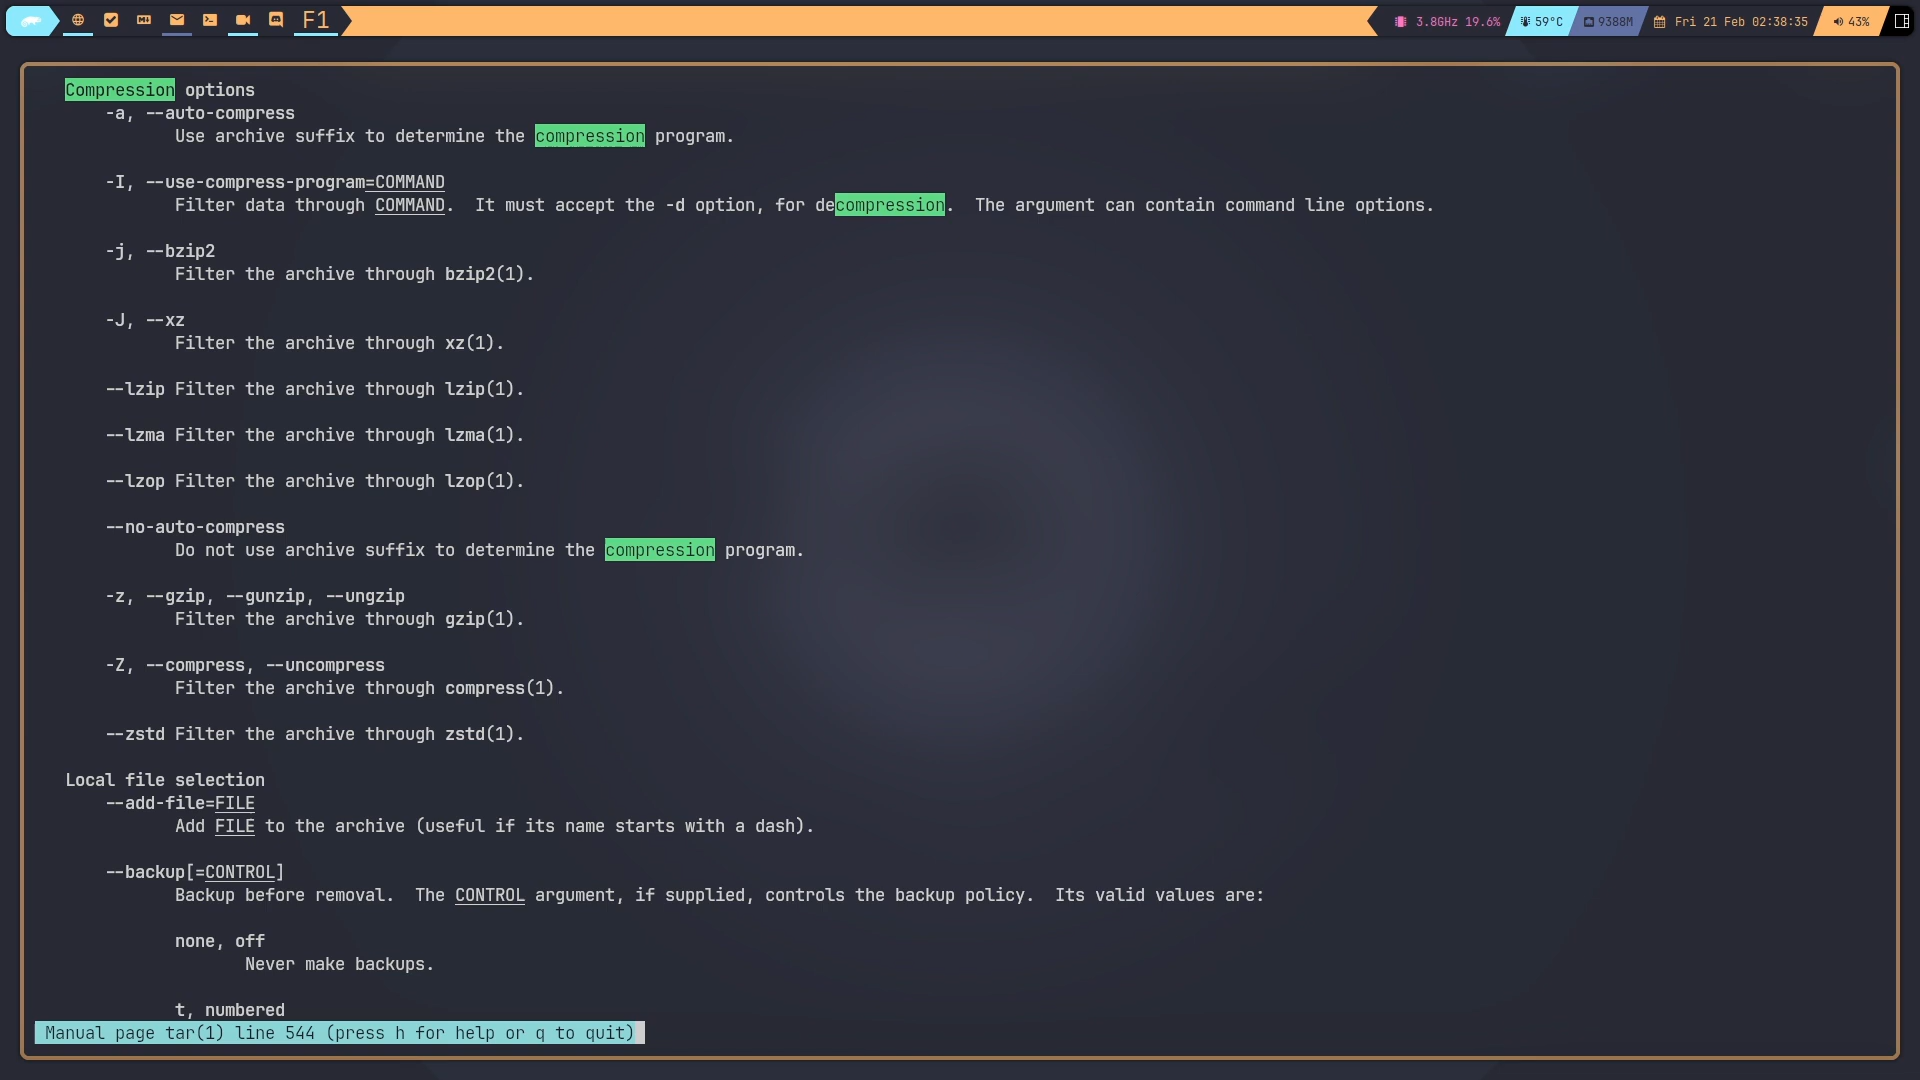 F1
3.8GHz 19.6%
59°C
9388M
Fri 21 Feb 02:38:35
43%
Compression options
-a, --auto-compress
Use archive suffix to determine the compression program.
-I, --use-compress-program=COMMAND
Filter data through COMMAND.  It must accept the -d option, for decompression.  The argument can contain command line options.
-j, --bzip2
Filter the archive through bzip2(1).
-J, --xz
Filter the archive through xz(1).
--lzip Filter the archive through lzip(1).
--lzma Filter the archive through lzma(1).
--lzop Filter the archive through lzop(1).
--no-auto-compress
Do not use archive suffix to determine the compression program.
-z, --gzip, --gunzip, --ungzip
Filter the archive through gzip(1).
-Z, --compress, --uncompress
Filter the archive through compress(1).
--zstd Filter the archive through zstd(1).
Local file selection
--add-file=FILE
Add FILE to the archive (useful if its name starts with a dash).
--backup[=CONTROL]
Backup before removal.  The CONTROL argument, if supplied, controls the backup policy.  Its valid values are:
none, off
Never make backups.
t, numbered
Manual page tar(1) line 544 (press h for help or q to quit)